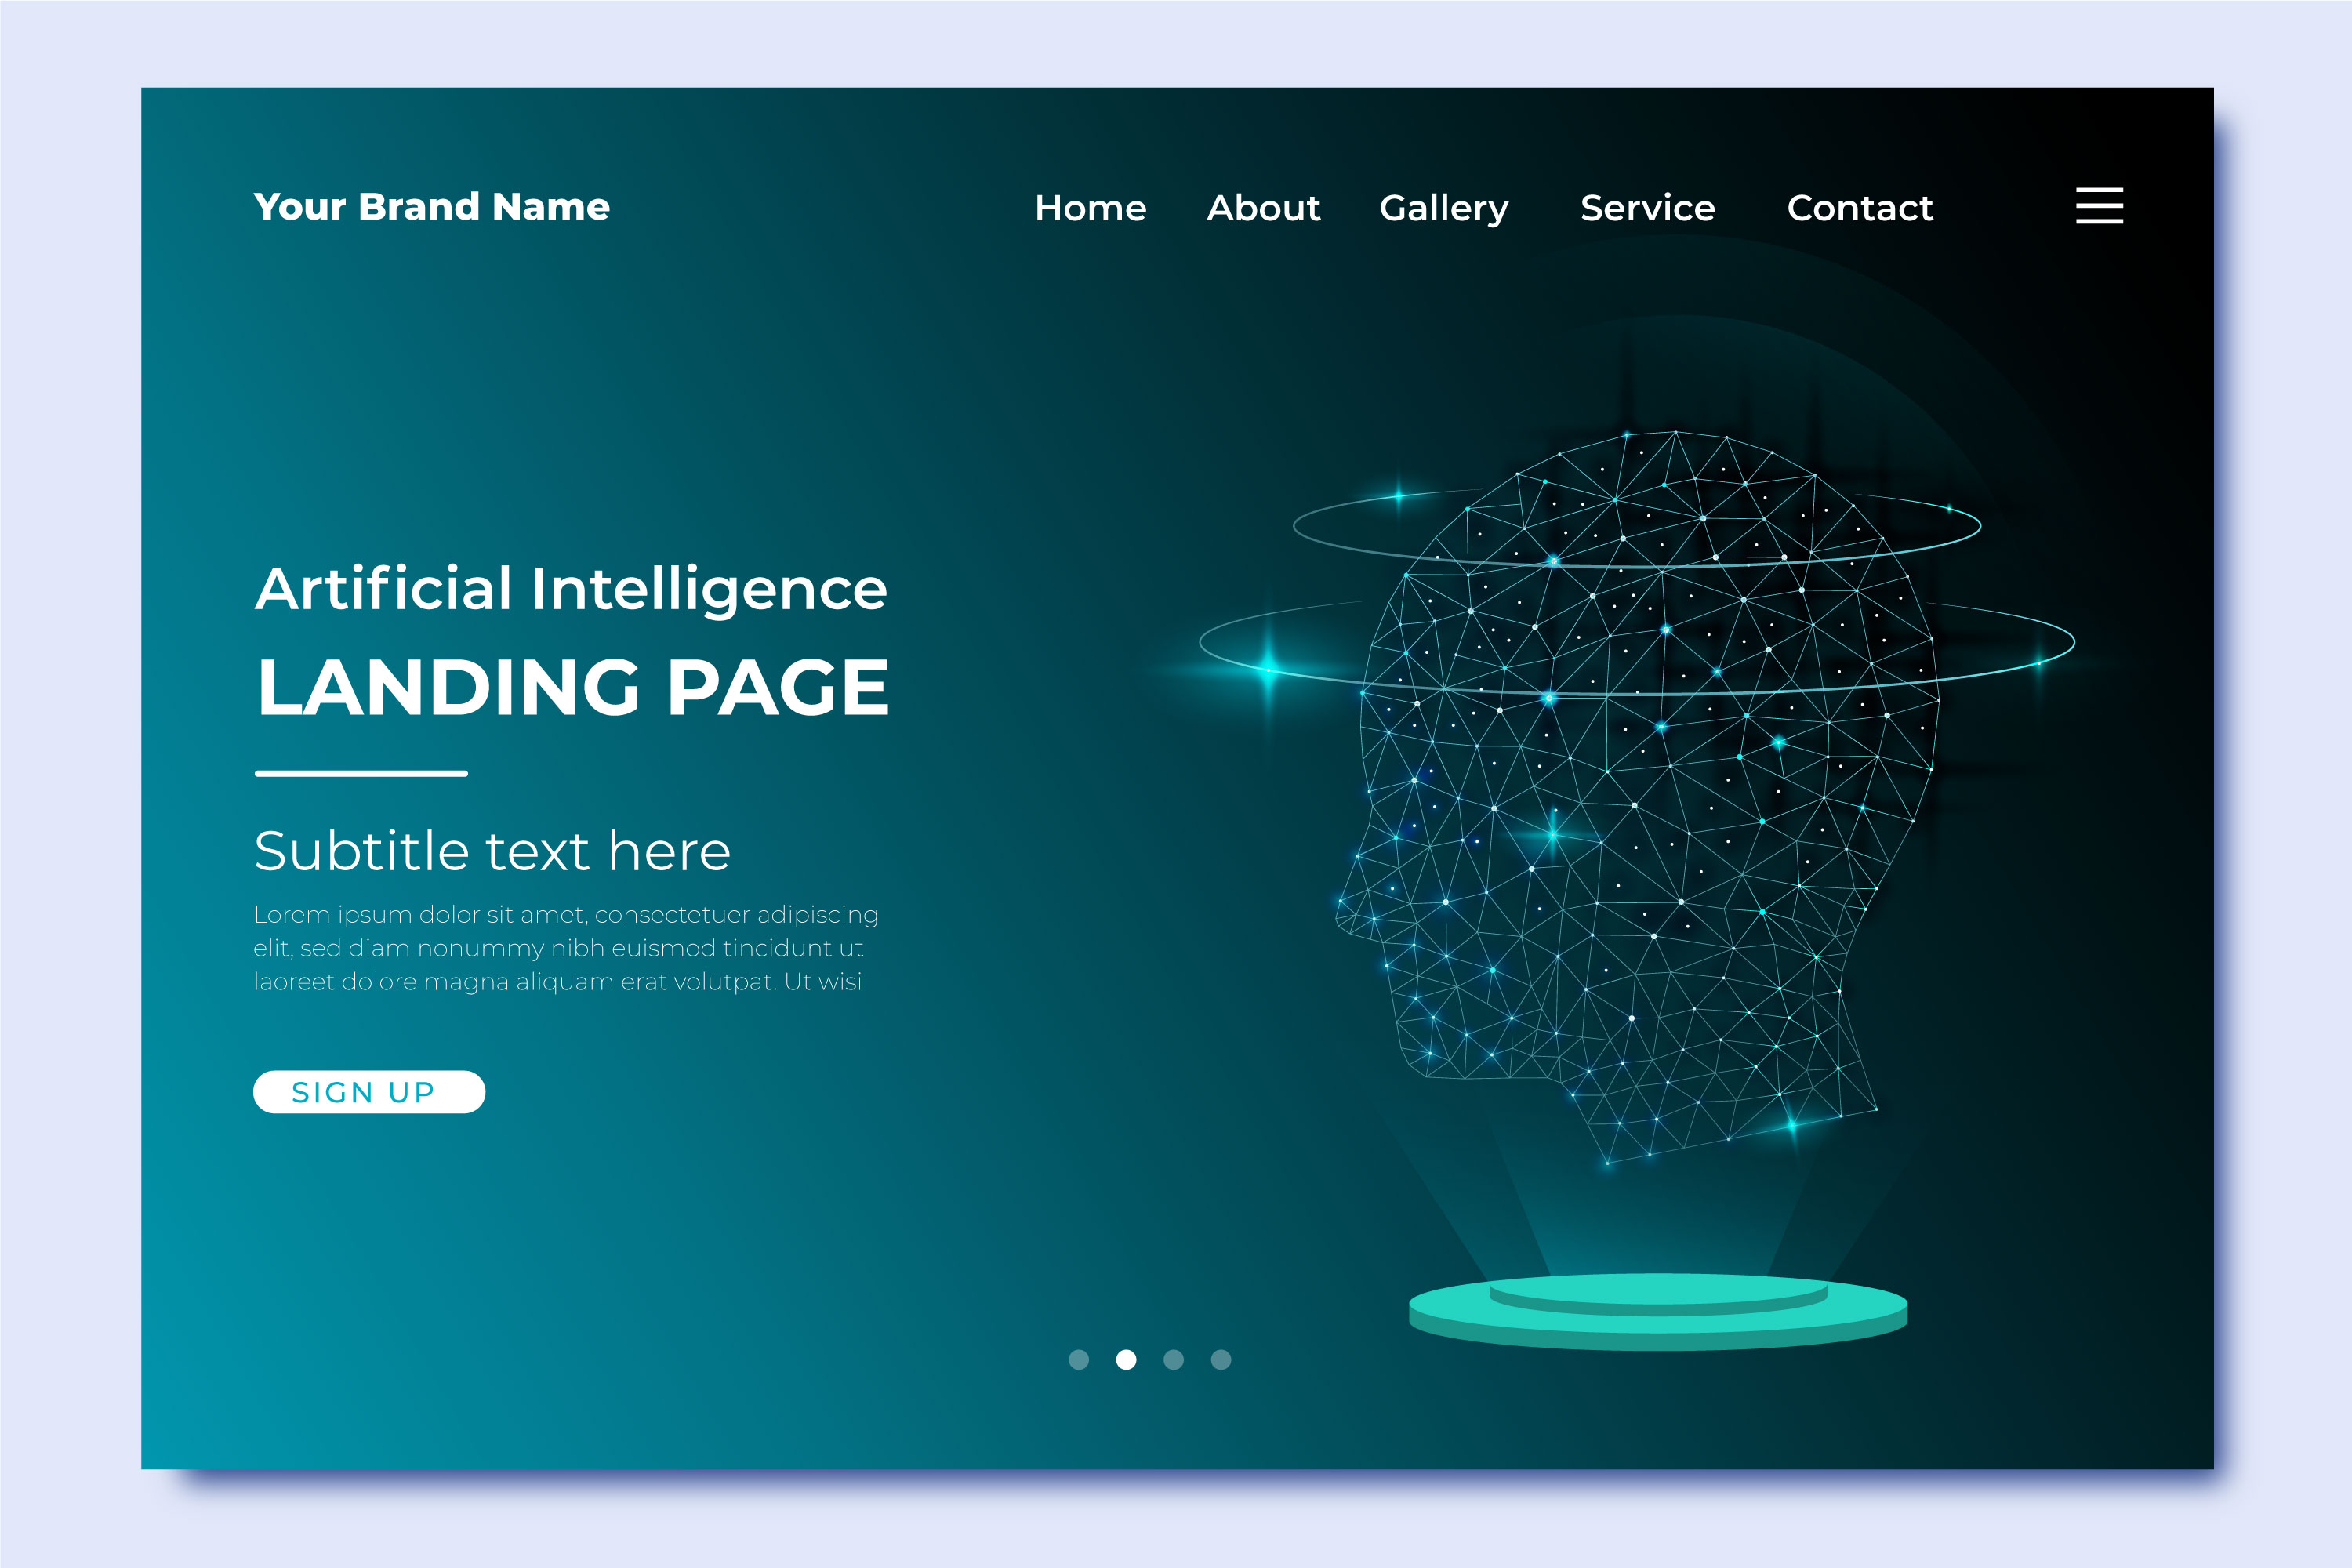 Your Brand Name
Home About Gallery Service Contact
Artificial Intelligence
LANDING PAGE
Subtitle text here
Lorem ipsum dolor sit amet, consectetuer adipiscing
elit, sed diam nonummy nibh euismod tincidunt ut
laoreet dolore magna aliquam erat volutpat. Ut wisi
SIGN UP